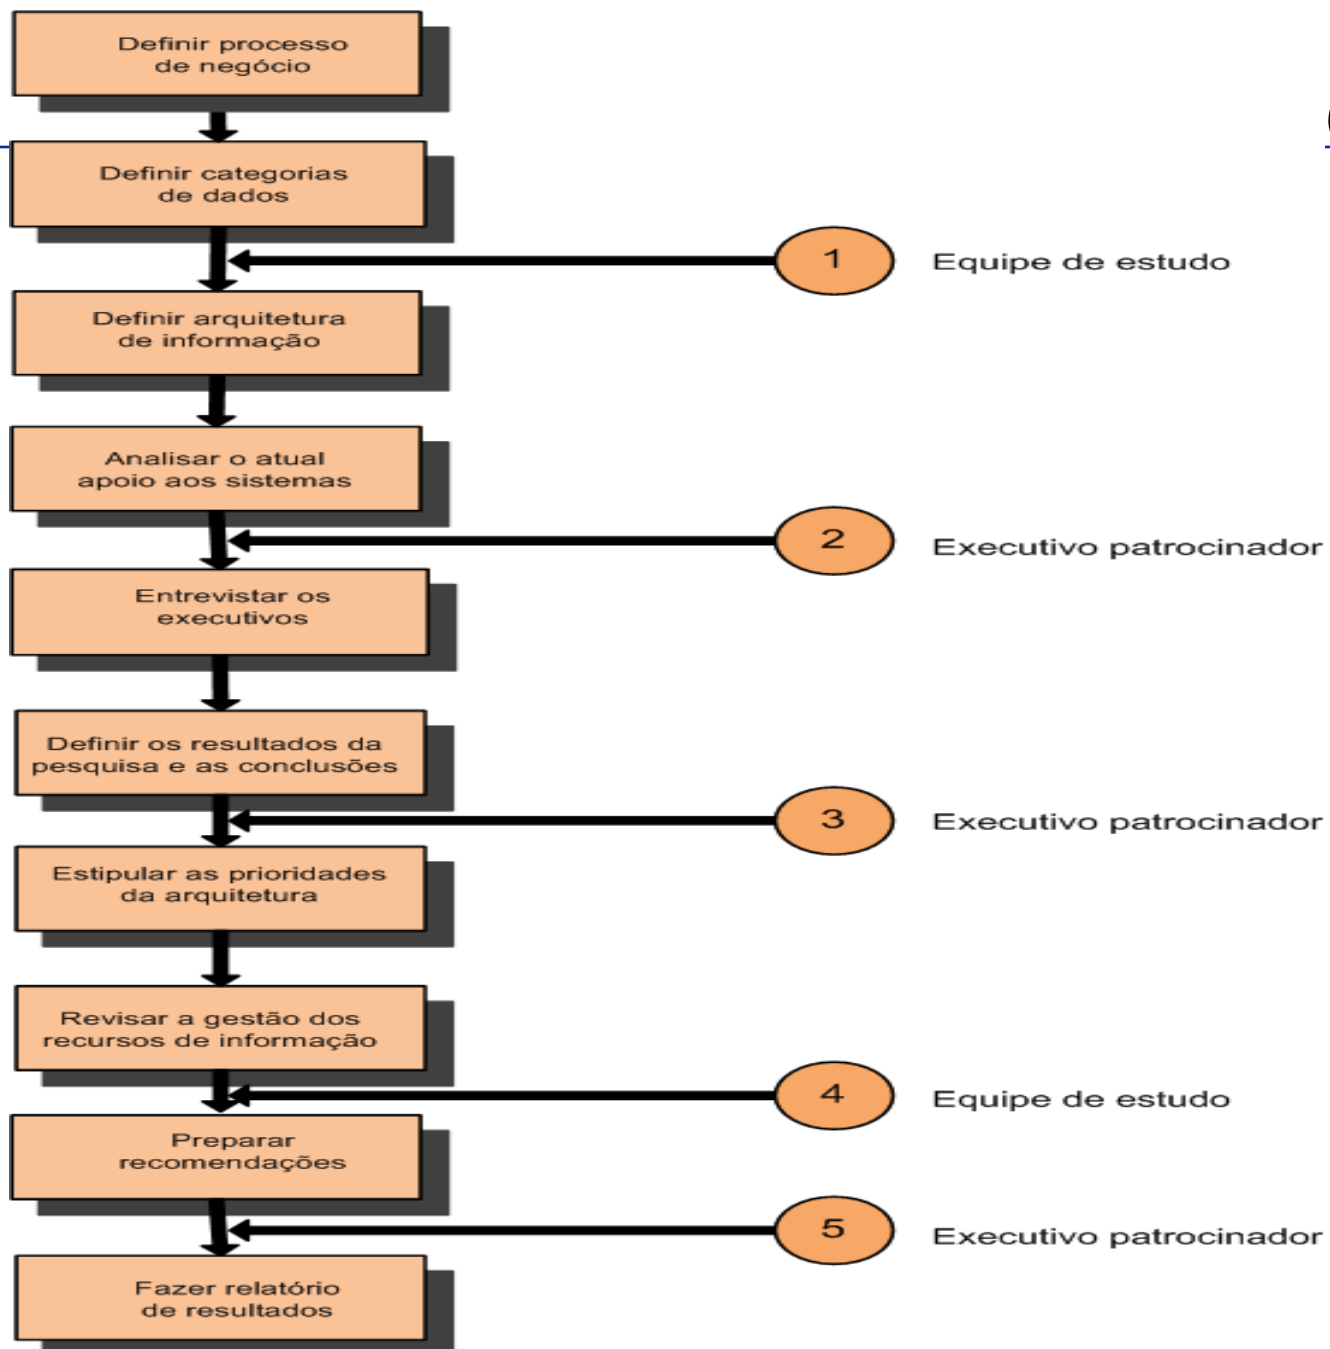 Definir processo
de negócio
Definir categorias
de dados
1
Equipe de estudo
Definir arquitetura
de informação
Analisar o atual
apoio aos sistemas
2
Executivo patrocinador
Entrevistar os
executivos
Definir os resultados da
pesquisa e as conclusões
3
Executivo patrocinador
Estipular as prioridades
da arquitetura
Revisar a gestão dos
recursos de informação
4
Equipe de estudo
Preparar
recomendações
5
Executivo patrocinador
Fazer relatório
de resultados